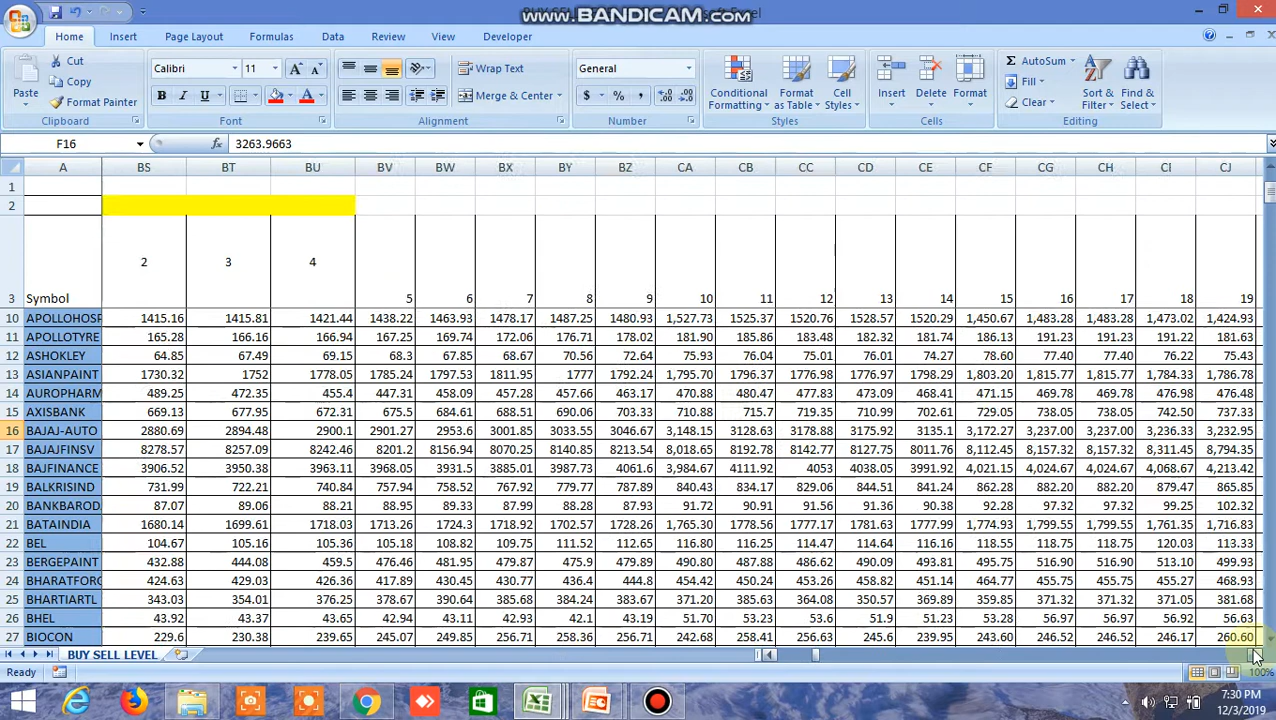 www.BANDICAM.com
Home Insert Page Layout Formulas Data Review View Developer
Paste Cut Copy Format Painter Clipboard
Calibri 11 Font
Wrap Text Merge & Center Alignment
General Number
Conditional Formatting Format as Table Cell Styles Styles
Insert Delete Format Cells
AutoSum Fill Clear Sort & Filter Find & Select Editing
F16 3263.9663
A BS BT BU BV BW BX BY BZ CA CB CC CD CE CF CG CH CI CJ
1
2
2 3 4
3 Symbol 5 6 7 8 9 10 11 12 13 14 15 16 17 18 19
10 APOLLOHOSP 1415.16 1415.81 1421.44 1438.22 1463.93 1478.17 1487.25 1480.93 1,527.73 1525.37 1520.76 1528.57 1520.29 1,450.67 1,483.28 1,483.28 1,473.02 1,424.93
11 APOLLOTYRE 165.28 166.16 166.94 167.25 169.74 172.06 176.71 178.02 181.90 185.86 183.48 182.32 181.74 186.13 191.23 191.23 191.22 181.63
12 ASHOKLEY 64.85 67.49 69.15 68.3 67.85 68.67 70.56 72.64 75.93 76.04 75.01 76.01 74.27 78.60 77.40 77.40 76.22 75.43
13 ASIANPAINT 1730.32 1752 1778.05 1785.24 1797.53 1811.95 1777 1792.24 1,795.70 1796.37 1776.98 1776.97 1798.29 1,803.20 1,815.77 1,815.77 1,784.33 1,786.78
14 AUROPHARM 489.25 472.35 455.4 447.31 458.09 457.28 457.66 463.17 470.88 480.47 477.83 473.09 468.41 471.15 468.78 468.78 456.98 476.48
15 AXISBANK 669.13 677.95 672.31 675.5 684.61 688.51 690.06 703.33 710.88 715.7 719.35 710.99 702.61 729.05 738.05 738.05 742.50 737.33
16 BAJAJ-AUTO 2880.69 2894.48 2900.1 2901.27 2953.6 3001.85 3033.55 3046.67 3,148.15 3128.63 3178.88 3175.92 3135.1 3,172.27 3,237.00 3,237.00 3,236.33 3,232.95
17 BAJAJFINSV 8278.57 8257.09 8246.42 8201.2 8156.94 8070.25 8140.85 8213.54 8,018.65 8192.78 8142.77 8127.75 8011.76 8,112.45 8,157.32 8,157.32 8,311.45 8,794.35
18 BAJFINANCE 3906.52 3950.38 3963.11 3968.05 3931.5 3885.01 3987.73 4061.6 3,984.67 4111.92 4053 4038.05 3991.92 4,021.15 4,024.67 4,024.67 4,068.67 4,213.42
19 BALKRISIND 731.99 722.21 740.84 757.94 758.52 767.92 779.77 787.89 840.43 834.17 829.06 844.51 841.24 862.28 882.20 882.20 879.47 865.85
20 BANKBAROD 87.07 89.06 88.21 88.95 89.33 87.99 88.28 87.93 91.72 90.91 91.56 91.36 90.38 92.28 97.32 97.32 99.25 102.32
21 BATAINDIA 1680.14 1699.61 1718.03 1713.26 1724.3 1718.92 1702.57 1728.26 1,765.30 1778.56 1777.17 1781.63 1777.99 1,774.93 1,799.55 1,799.55 1,761.35 1,716.83
22 BEL 104.67 105.16 105.36 105.18 108.82 109.75 111.52 112.65 116.80 116.25 114.47 114.64 116.16 115.08 118.75 118.75 120.03 113.33
23 BERGEPAINT 432.88 444.08 459.5 476.46 481.95 479.87 475.9 479.27 490.80 487.88 486.62 490.09 493.81 495.75 516.90 516.90 513.10 499.93
24 BHARATFORG 424.63 429.03 426.36 417.89 430.45 430.77 436.4 444.8 454.42 450.24 453.26 458.82 451.14 464.77 455.75 455.75 455.27 468.93
25 BHARTIARTL 343.03 354.01 376.25 378.67 390.64 385.68 384.24 383.67 371.20 385.63 364.08 350.57 369.39 359.85 371.32 371.32 371.05 381.68
26 BHEL 43.92 43.37 43.65 42.94 43.11 42.93 42.1 43.19 51.70 53.23 53.6 51.9 51.23 53.28 56.97 56.97 56.92 56.63
27 BIOCON 229.6 230.38 239.65 245.07 249.85 256.71 258.36 256.71 242.68 258.41 256.63 245.6 239.95 243.60 246.52 246.52 246.17 260.60
BUY SELL LEVEL
Ready 100%
7:30 PM
12/3/2019